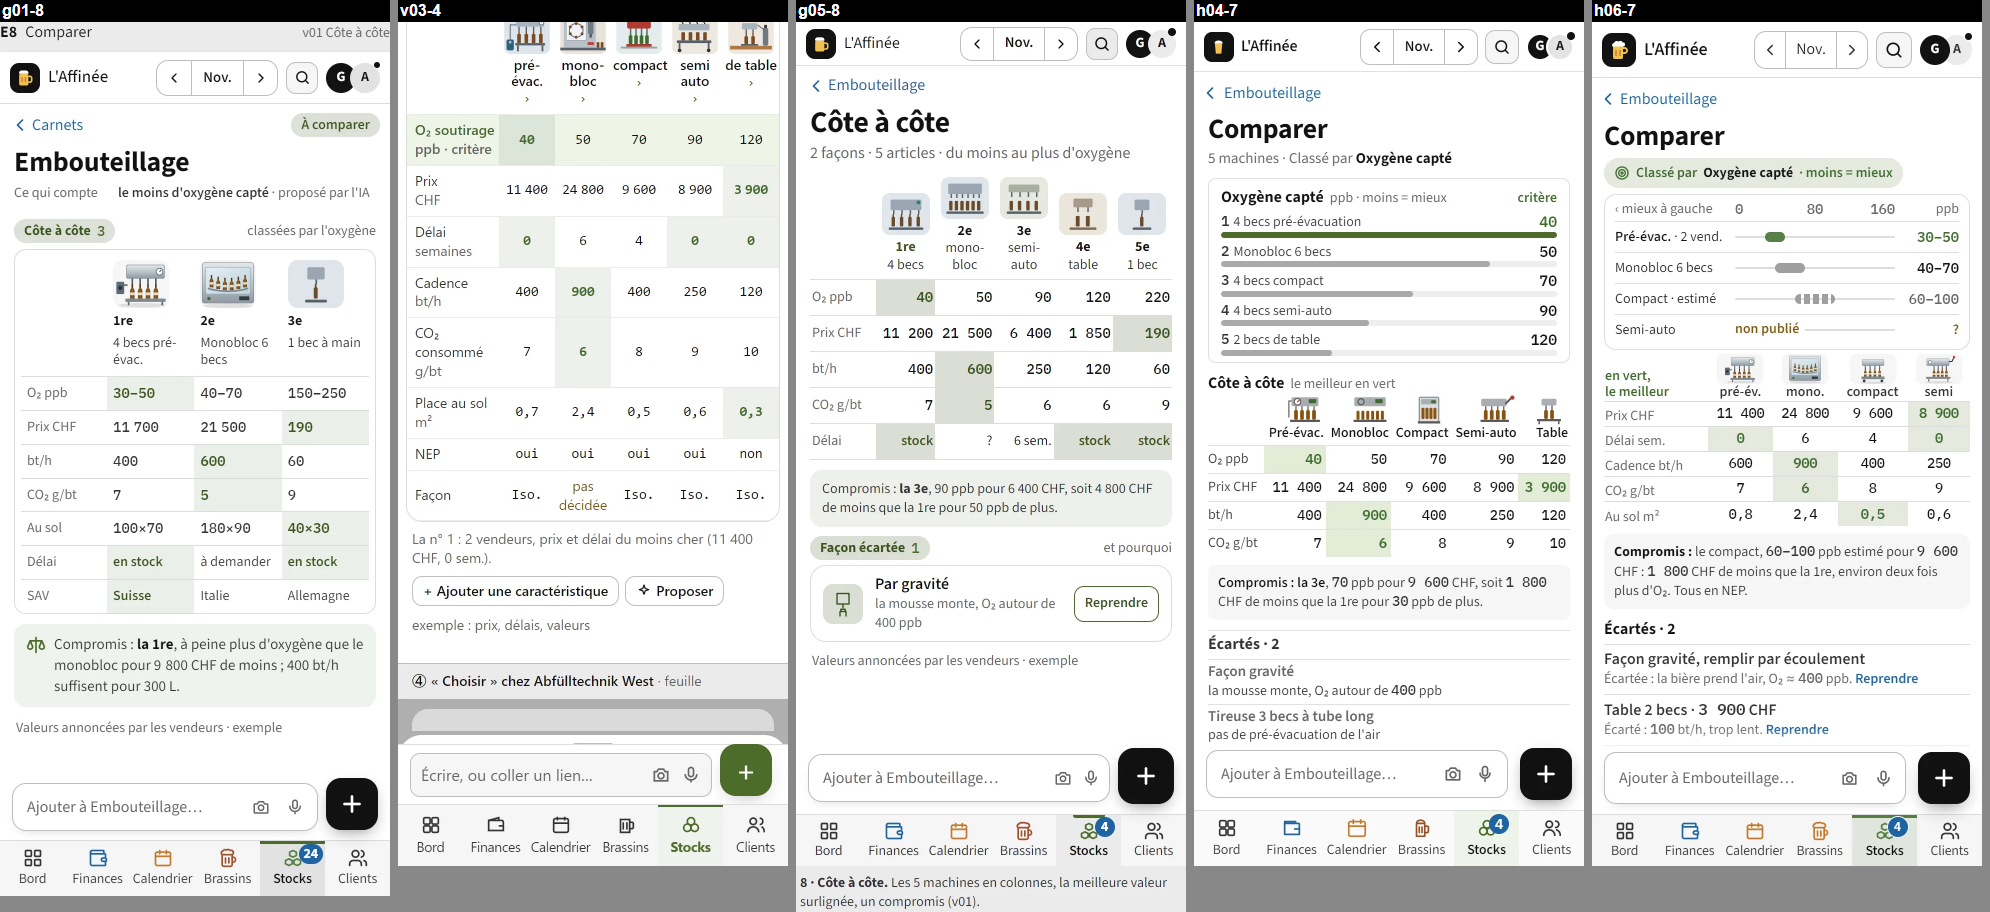 g01-8
E8 Comparer
v01 Côte à côte
L'Affinée
Nov.
G
A
Carnets
À comparer
Embouteillage
Ce qui compte le moins d'oxygène capté · proposé par l'IA
Côte à côte 3
classées par l'oxygène
1re 2e 3e
4 becs pré-évac. Monobloc 6 becs 1 bec à main
O₂ ppb 30–50 40–70 150–250
Prix CHF 11 700 21 500 190
bt/h 400 600 60
CO₂ g/bt 7 5 9
Au sol 100×70 180×90 40×30
Délai en stock à demander en stock
SAV Suisse Italie Allemagne
Compromis : la 1re, à peine plus d'oxygène que le
monobloc pour 9 800 CHF de moins ; 400 bt/h
suffisent pour 300 L.
Valeurs annoncées par les vendeurs · exemple
Ajouter à Embouteillage…
+
24
Bord Finances Calendrier Brassins Stocks Clients
v03-4
pré-évac. mono-bloc compact semi auto de table
› › › › ›
O₂ soutirage ppb · critère 40 50 70 90 120
Prix CHF 11 400 24 800 9 600 8 900 3 900
Délai semaines 0 6 4 0 0
Cadence bt/h 400 900 400 250 120
CO₂ consommé g/bt 7 6 8 9 10
Place au sol m² 0,7 2,4 0,5 0,6 0,3
NEP oui oui oui oui non
Façon Iso. pas décidée Iso. Iso. Iso.
La n° 1 : 2 vendeurs, prix et délai du moins cher (11 400
CHF, 0 sem.).
+ Ajouter une caractéristique
Proposer
exemple : prix, délais, valeurs
④ « Choisir » chez Abfülltechnik West · feuille
Écrire, ou coller un lien...
+
Bord Finances Calendrier Brassins Stocks Clients
g05-8
L'Affinée
Nov.
G
A
Embouteillage
Côte à côte
2 façons · 5 articles · du moins au plus d'oxygène
1re 2e 3e 4e 5e
4 becs mono-bloc semi-auto table 1 bec
O₂ ppb 40 50 90 120 220
Prix CHF 11 200 21 500 6 400 1 850 190
bt/h 400 600 250 120 60
CO₂ g/bt 7 5 6 6 9
Délai stock ? 6 sem. stock stock
Compromis : la 3e, 90 ppb pour 6 400 CHF, soit 4 800 CHF
de moins que la 1re pour 50 ppb de plus.
Façon écartée 1
et pourquoi
Par gravité
la mousse monte, O₂ autour de
400 ppb
Reprendre
Valeurs annoncées par les vendeurs · exemple
Ajouter à Embouteillage…
+
4
Bord Finances Calendrier Brassins Stocks Clients
8 · Côte à côte. Les 5 machines en colonnes, la meilleure valeur
surlignée, un compromis (v01).
h04-7
L'Affinée
Nov.
G
A
Embouteillage
Comparer
5 machines · Classé par Oxygène capté
Oxygène capté ppb · moins = mieux critère
1 4 becs pré-évacuation 40
2 Monobloc 6 becs 50
3 4 becs compact 70
4 4 becs semi-auto 90
5 2 becs de table 120
Côte à côte le meilleur en vert
Pré-évac. Monobloc Compact Semi-auto Table
O₂ ppb 40 50 70 90 120
Prix CHF 11 400 24 800 9 600 8 900 3 900
bt/h 400 900 400 250 120
CO₂ g/bt 7 6 8 9 10
Compromis : la 3e, 70 ppb pour 9 600 CHF, soit 1 800
CHF de moins que la 1re pour 30 ppb de plus.
Écartés · 2
Façon gravité
la mousse monte, O₂ autour de 400 ppb
Tireuse 3 becs à tube long
pas de pré-évacuation de l'air
Ajouter à Embouteillage…
+
4
Bord Finances Calendrier Brassins Stocks Clients
h06-7
L'Affinée
Nov.
G
A
Embouteillage
Comparer
Classé par Oxygène capté · moins = mieux
‹ mieux à gauche 0 80 160 ppb
Pré-évac. · 2 vend. 30–50
Monobloc 6 becs 40–70
Compact · estimé 60–100
Semi-auto non publié ?
en vert,
le meilleur pré-év. mono. compact semi
Prix CHF 11 400 24 800 9 600 8 900
Délai sem. 0 6 4 0
Cadence bt/h 600 900 400 250
CO₂ g/bt 7 6 8 9
Au sol m² 0,8 2,4 0,5 0,6
Compromis : le compact, 60–100 ppb estimé pour 9 600
CHF : 1 800 CHF de moins que la 1re, environ deux fois
plus d'O₂. Tous en NEP.
Écartés · 2
Façon gravité, remplir par écoulement
Écartée : la bière prend l'air, O₂ ≈ 400 ppb. Reprendre
Table 2 becs · 3 900 CHF
Écarté : 100 bt/h, trop lent. Reprendre
Ajouter à Embouteillage…
+
4
Bord Finances Calendrier Brassins Stocks Clients